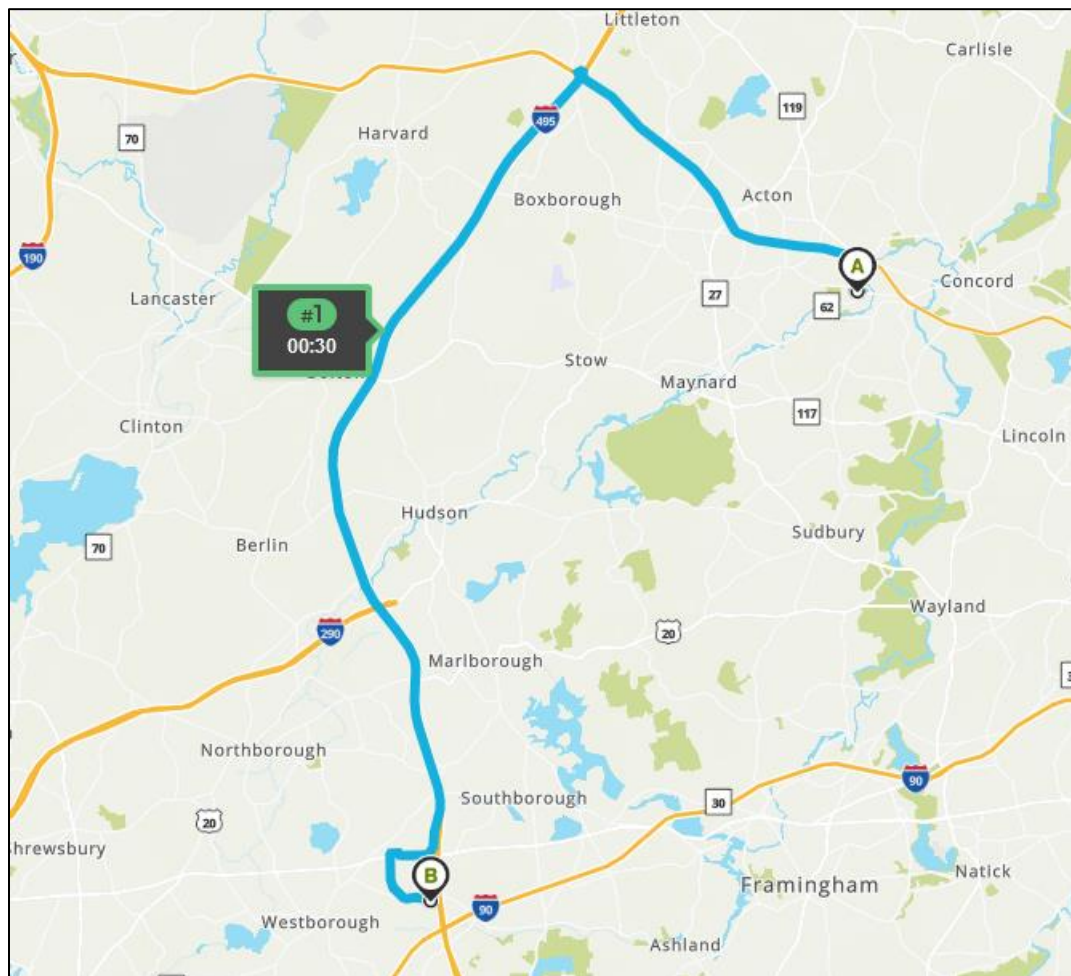 Littleton
Carlisle
119
495
70
Harvard
Boxborough
Acton
190
A
Concord
Lancaster
27
62
#1
00:30
Stow
Maynard
117
Clinton
Lincoln
Hudson
Sudbury
Berlin
70
Wayland
290
20
Marlborough
Northborough
90
Southborough
30
20
Shrewsbury
B
Natick
Framingham
Westborough
90
Ashland